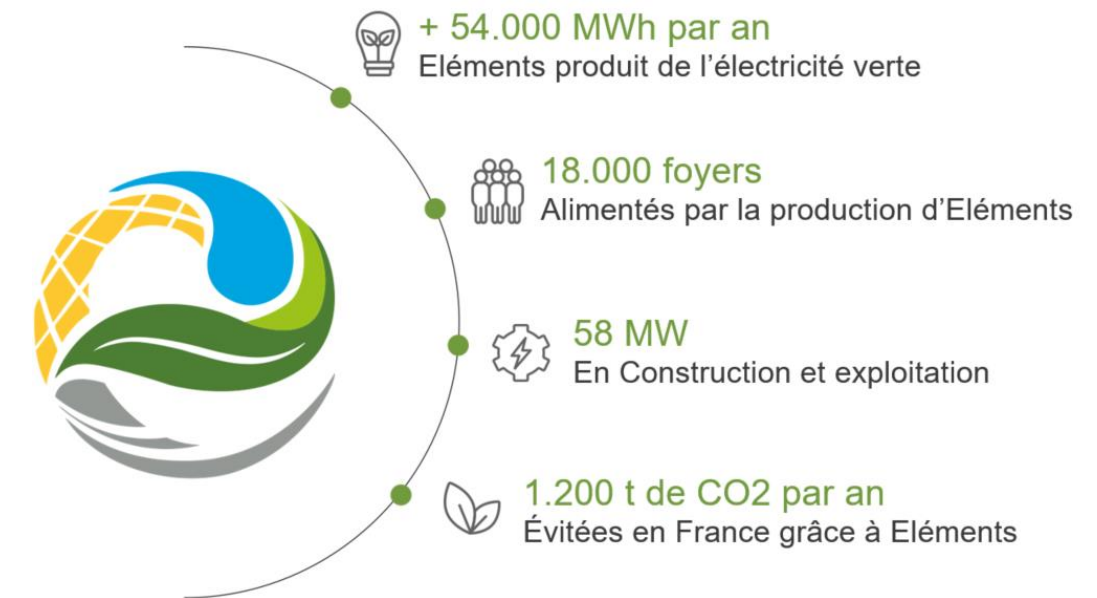 + 54.000 MWh par an
Eléments produit de l’électricité verte
18.000 foyers
Alimentés par la production d’Eléments
58 MW
En Construction et exploitation
1.200 t de CO2 par an
Évitées en France grâce à Eléments